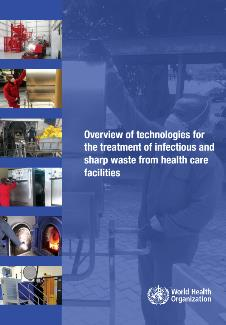 Overview of technologies for
the treatment of infectious and
sharp waste from health care
facilities
World Health
Organization